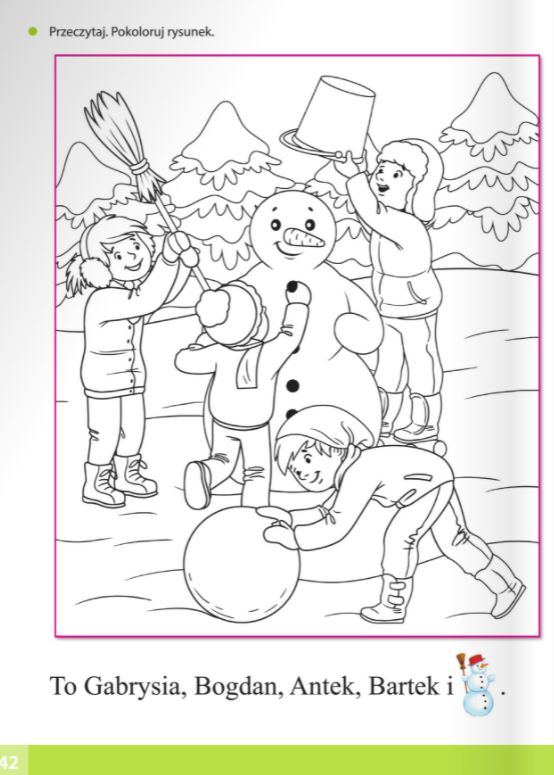 Przeczytaj. Pokoloruj rysunek.
To Gabrysia, Bogdan, Antek, Bartek i .
42